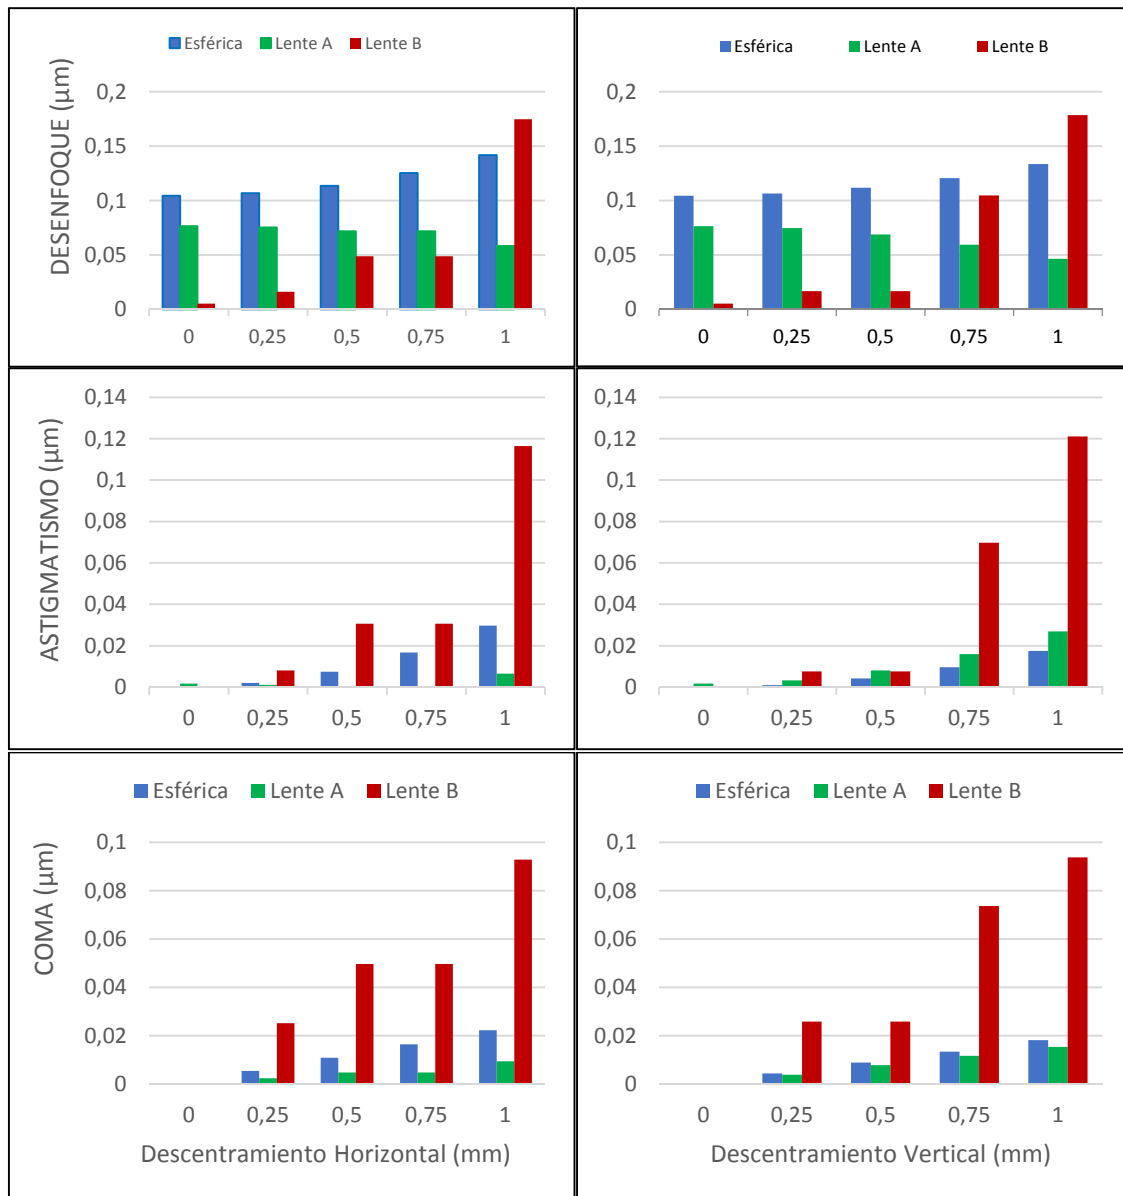 Esférica Lente A Lente B
DESENFOQUE (µm)
0,2
0,15
0,1
0,05
0
0 0,25 0,5 0,75 1
Esférica Lente A Lente B
0,2
0,15
0,1
0,05
0
0 0,25 0,5 0,75 1
ASTIGMATISMO (µm)
0,14
0,12
0,1
0,08
0,06
0,04
0,02
0
0 0,25 0,5 0,75 1
0,14
0,12
0,1
0,08
0,06
0,04
0,02
0
0 0,25 0,5 0,75 1
Esférica Lente A Lente B
COMA (µm)
0,1
0,08
0,06
0,04
0,02
0
0 0,25 0,5 0,75 1
Descentramiento Horizontal (mm)
Esférica Lente A Lente B
0,1
0,08
0,06
0,04
0,02
0
0 0,25 0,5 0,75 1
Descentramiento Vertical (mm)